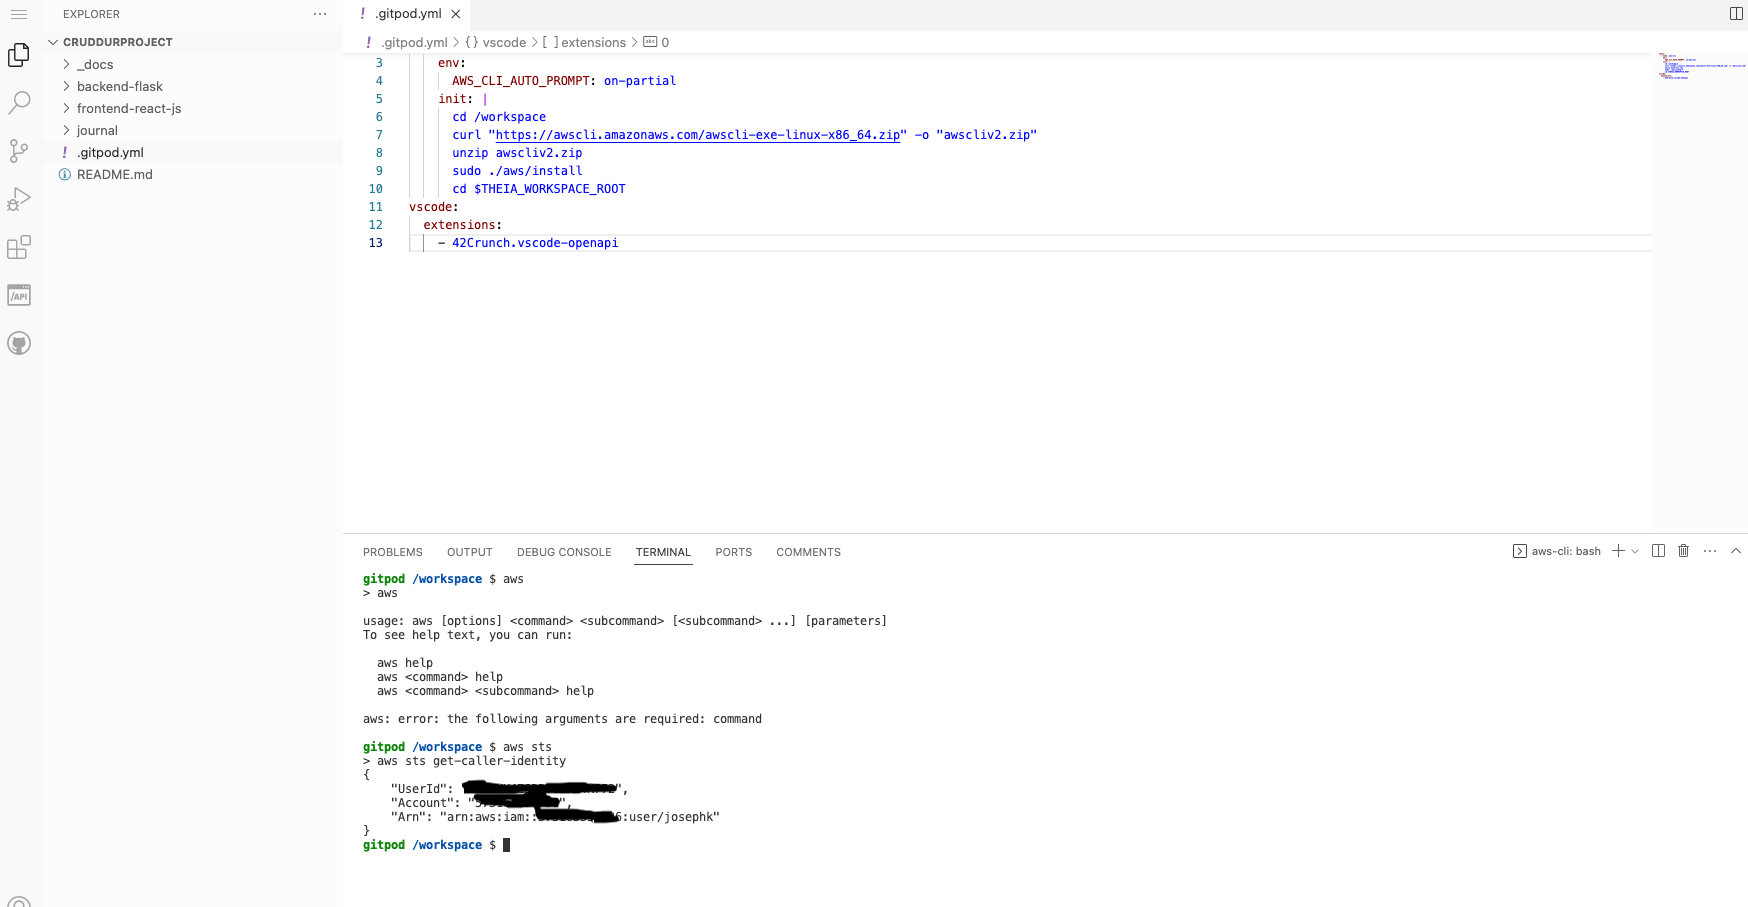 EXPLORER
CRUDDURPROJECT
_docs
backend-flask
frontend-react-js
journal
! .gitpod.yml
README.md
/API
! .gitpod.yml
! .gitpod.yml > {} vscode > [ ] extensions > abc 0
3 env:
4 AWS_CLI_AUTO_PROMPT: on-partial
5 init: |
6 cd /workspace
7 curl "https://awscli.amazonaws.com/awscli-exe-linux-x86_64.zip" -o "awscliv2.zip"
8 unzip awscliv2.zip
9 sudo ./aws/install
10 cd $THEIA_WORKSPACE_ROOT
11 vscode:
12 extensions:
13 - 42Crunch.vscode-openapi
PROBLEMS OUTPUT DEBUG CONSOLE TERMINAL PORTS COMMENTS
aws-cli: bash
gitpod /workspace $ aws
> aws
usage: aws [options] <command> <subcommand> [<subcommand> ...] [parameters]
To see help text, you can run:
aws help
aws <command> help
aws <command> <subcommand> help
aws: error: the following arguments are required: command
gitpod /workspace $ aws sts
> aws sts get-caller-identity
{
"UserId":
"Account":
"Arn": "arn:aws:iam:: :user/josephk"
}
gitpod /workspace $